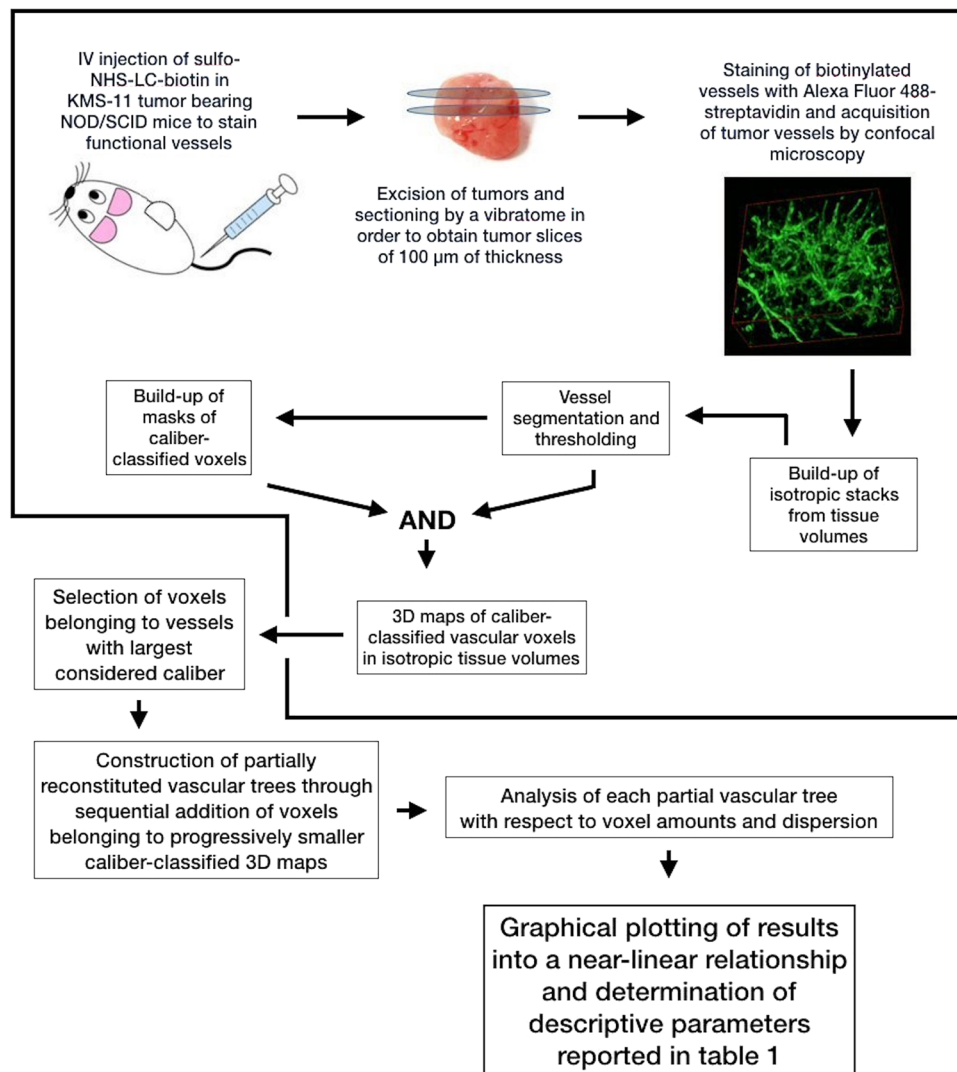 IV injection of sulfo-
NHS-LC-biotin in
KMS-11 tumor bearing
NOD/SCID mice to stain
functional vessels
Excision of tumors and
sectioning by a vibratome in
order to obtain tumor slices
of 100 µm of thickness
Staining of biotinylated
vessels with Alexa Fluor 488-
streptavidin and acquisition
of tumor vessels by confocal
microscopy
Build-up of
isotropic stacks
from tissue
volumes
Vessel
segmentation and
thresholding
Build-up of
masks of
caliber-
classified voxels
AND
3D maps of caliber-
classified vascular voxels
in isotropic tissue volumes
Selection of voxels
belonging to vessels
with largest
considered caliber
Construction of partially
reconstituted vascular trees through
sequential addition of voxels
belonging to progressively smaller
caliber-classified 3D maps
Analysis of each partial vascular tree
with respect to voxel amounts and dispersion
Graphical plotting of results
into a near-linear relationship
and determination of
descriptive parameters
reported in table 1